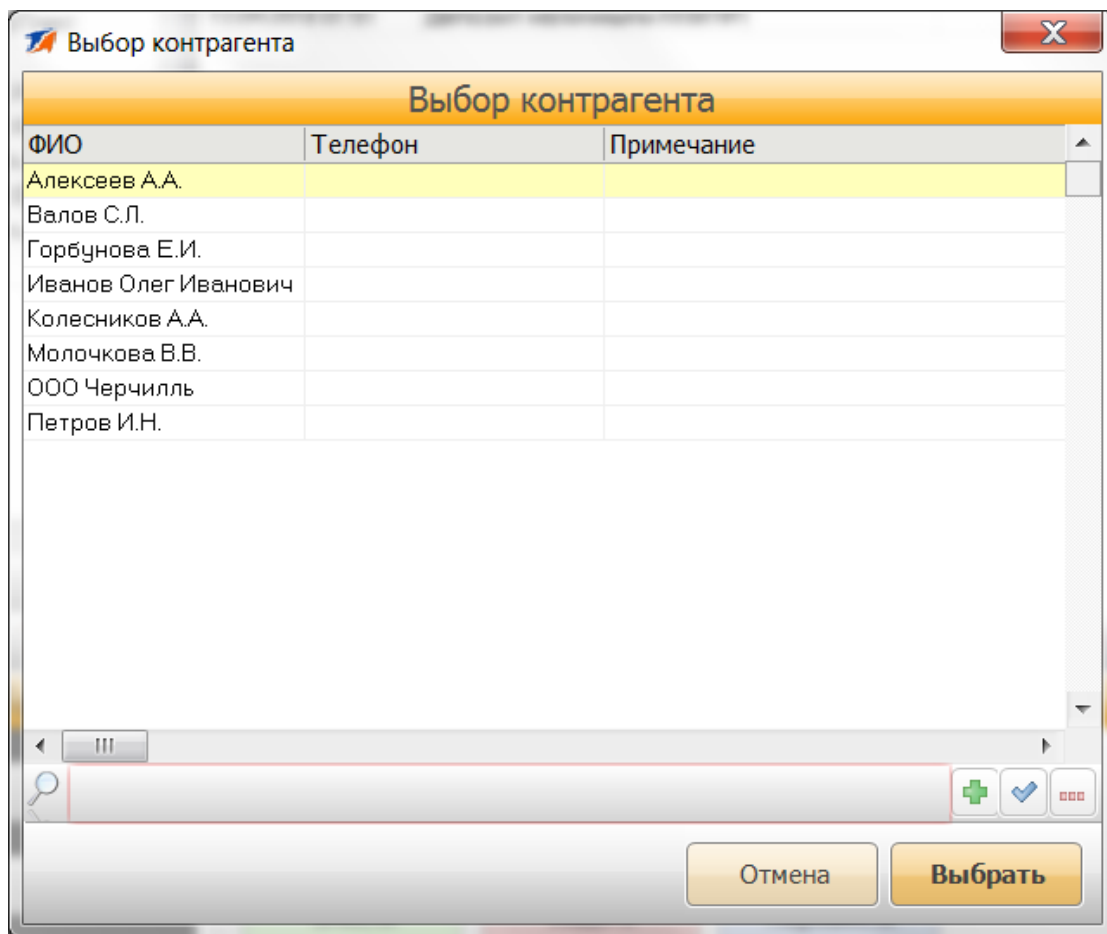 Выбор контрагента
Выбор контрагента
ФИО Телефон Примечание
Алексеев А.А.
Валов С.Л.
Горбунова Е.И.
Иванов Олег Иванович
Колесников А.А.
Молочкова В.В.
ООО Черчилль
Петров И.Н.
Отмена Выбрать